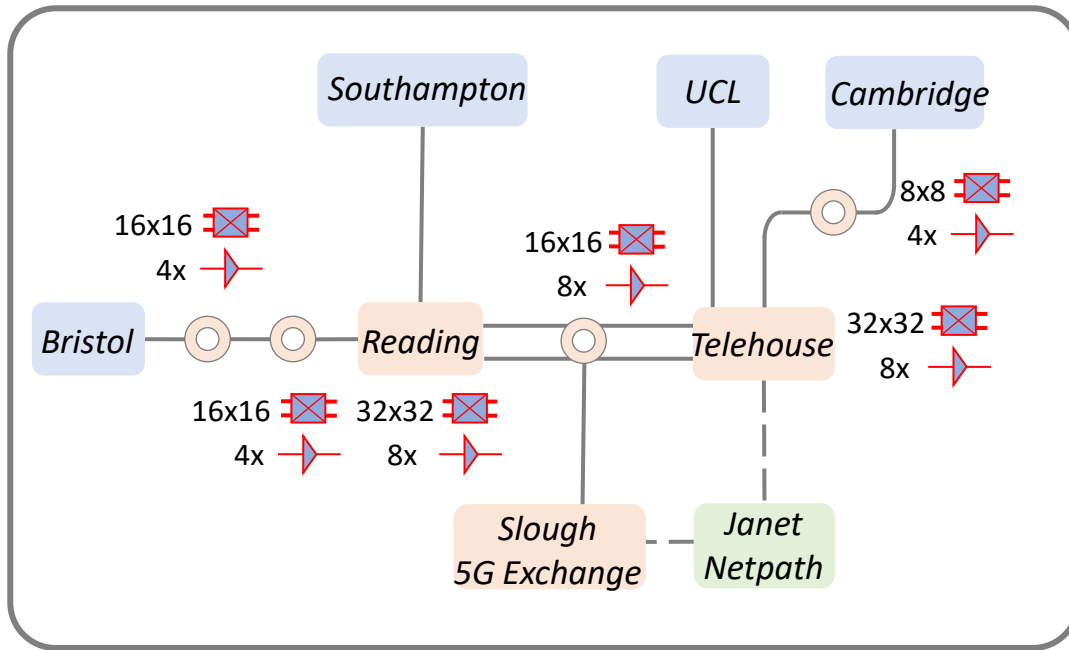 Southampton
UCL
Cambridge
16x16
4x
16x16
8x
8x8
4x
Bristol
Reading
Telehouse
32x32
8x
16x16
4x
32x32
8x
Slough
5G Exchange
Janet
Netpath